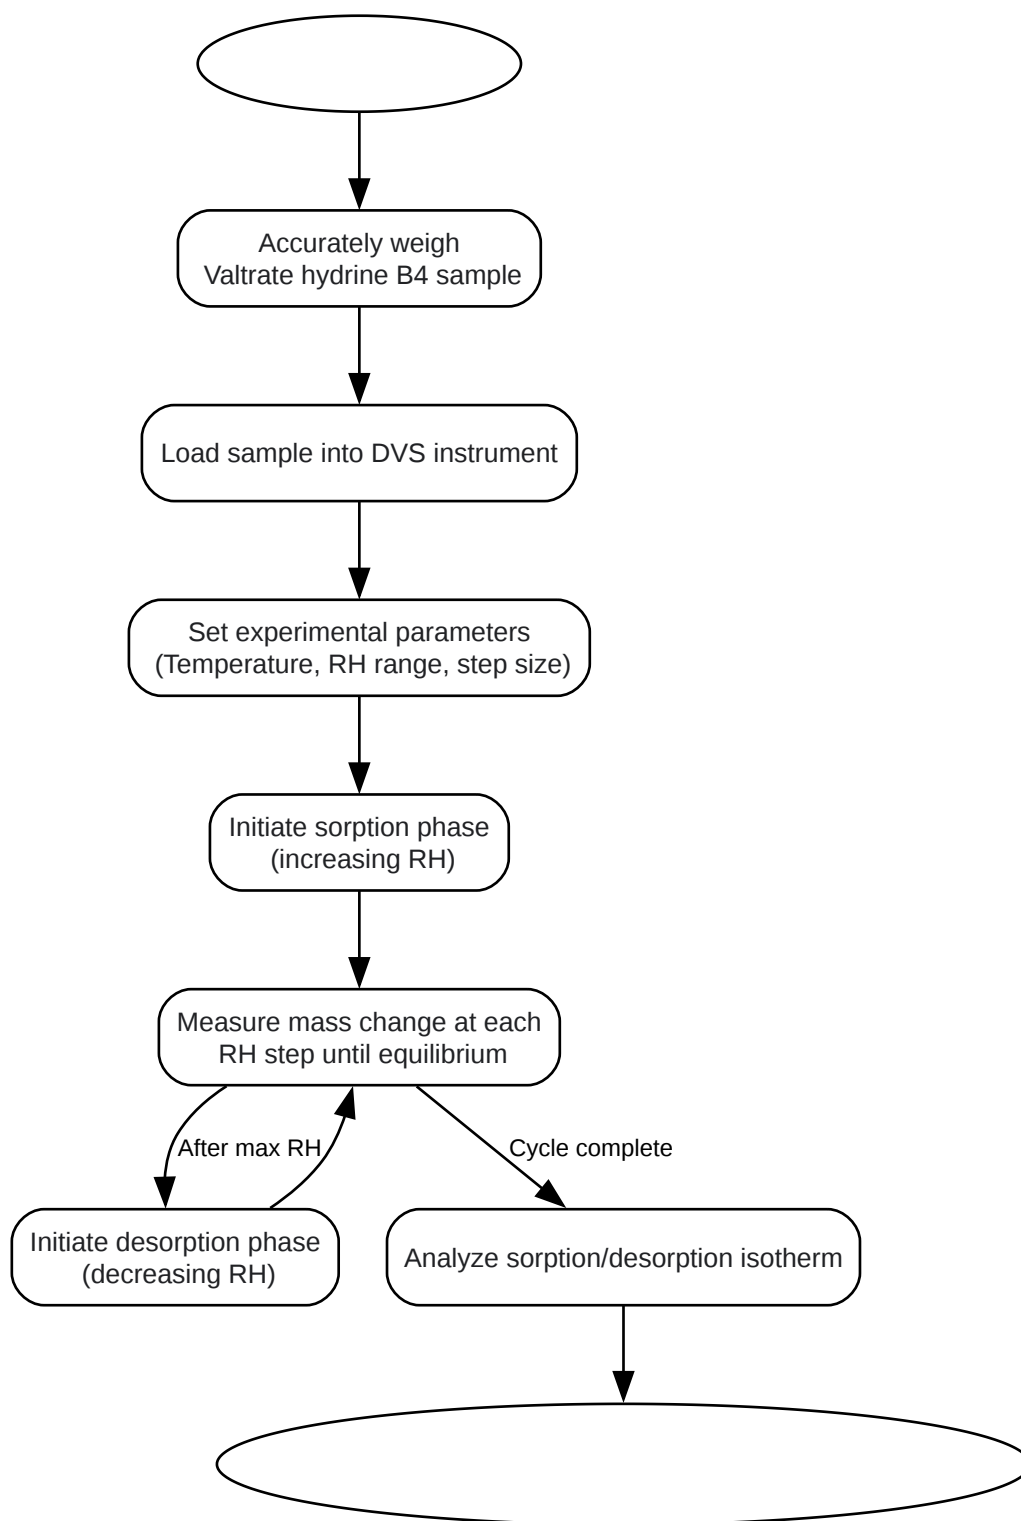 Accurately weigh
Valtrate hydrine B4 sample
Load sample into DVS instrument
Set experimental parameters
(Temperature, RH range, step size)
Initiate sorption phase
(increasing RH)
Measure mass change at each
RH step until equilibrium
After max RH
Cycle complete
Initiate desorption phase
(decreasing RH)
Analyze sorption/desorption isotherm